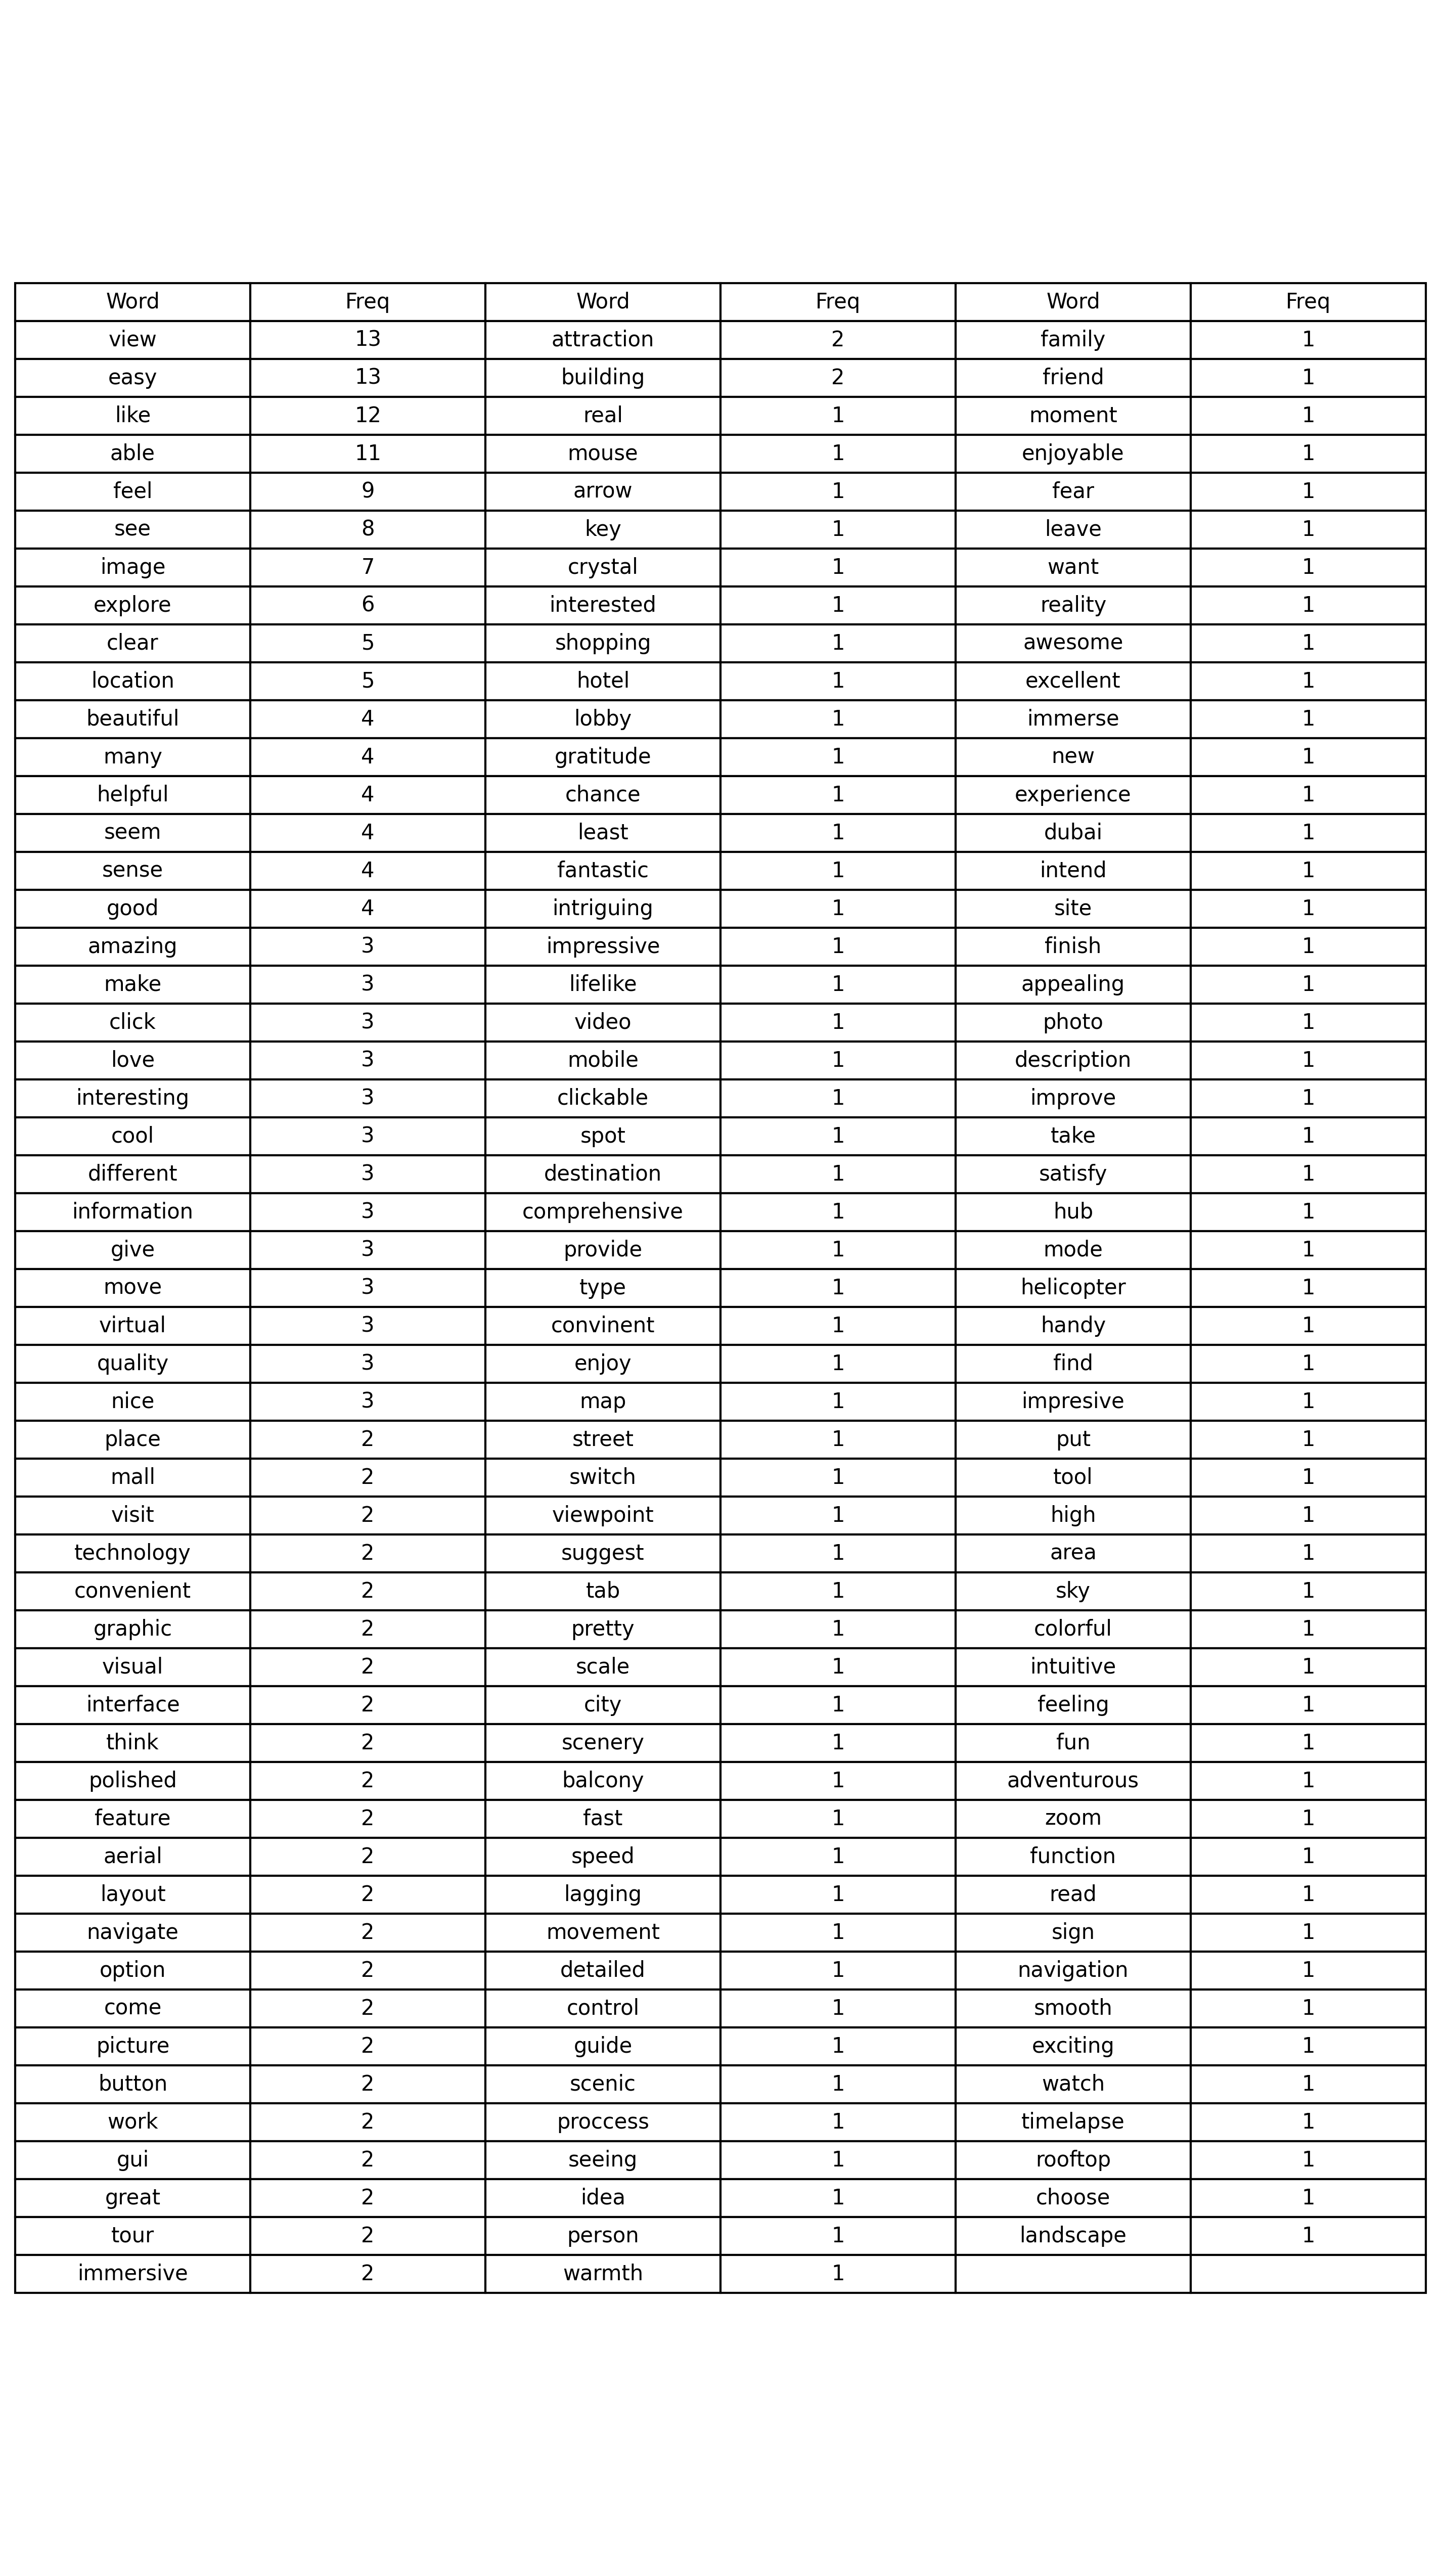 Word Freq Word Freq Word Freq
view 13 attraction 2 family 1
easy 13 building 2 friend 1
like 12 real 1 moment 1
able 11 mouse 1 enjoyable 1
feel 9 arrow 1 fear 1
see 8 key 1 leave 1
image 7 crystal 1 want 1
explore 6 interested 1 reality 1
clear 5 shopping 1 awesome 1
location 5 hotel 1 excellent 1
beautiful 4 lobby 1 immerse 1
many 4 gratitude 1 new 1
helpful 4 chance 1 experience 1
seem 4 least 1 dubai 1
sense 4 fantastic 1 intend 1
good 4 intriguing 1 site 1
amazing 3 impressive 1 finish 1
make 3 lifelike 1 appealing 1
click 3 video 1 photo 1
love 3 mobile 1 description 1
interesting 3 clickable 1 improve 1
cool 3 spot 1 take 1
different 3 destination 1 satisfy 1
information 3 comprehensive 1 hub 1
give 3 provide 1 mode 1
move 3 type 1 helicopter 1
virtual 3 convinent 1 handy 1
quality 3 enjoy 1 find 1
nice 3 map 1 impresive 1
place 2 street 1 put 1
mall 2 switch 1 tool 1
visit 2 viewpoint 1 high 1
technology 2 suggest 1 area 1
convenient 2 tab 1 sky 1
graphic 2 pretty 1 colorful 1
visual 2 scale 1 intuitive 1
interface 2 city 1 feeling 1
think 2 scenery 1 fun 1
polished 2 balcony 1 adventurous 1
feature 2 fast 1 zoom 1
aerial 2 speed 1 function 1
layout 2 lagging 1 read 1
navigate 2 movement 1 sign 1
option 2 detailed 1 navigation 1
come 2 control 1 smooth 1
picture 2 guide 1 exciting 1
button 2 scenic 1 watch 1
work 2 proccess 1 timelapse 1
gui 2 seeing 1 rooftop 1
great 2 idea 1 choose 1
tour 2 person 1 landscape 1
immersive 2 warmth 1